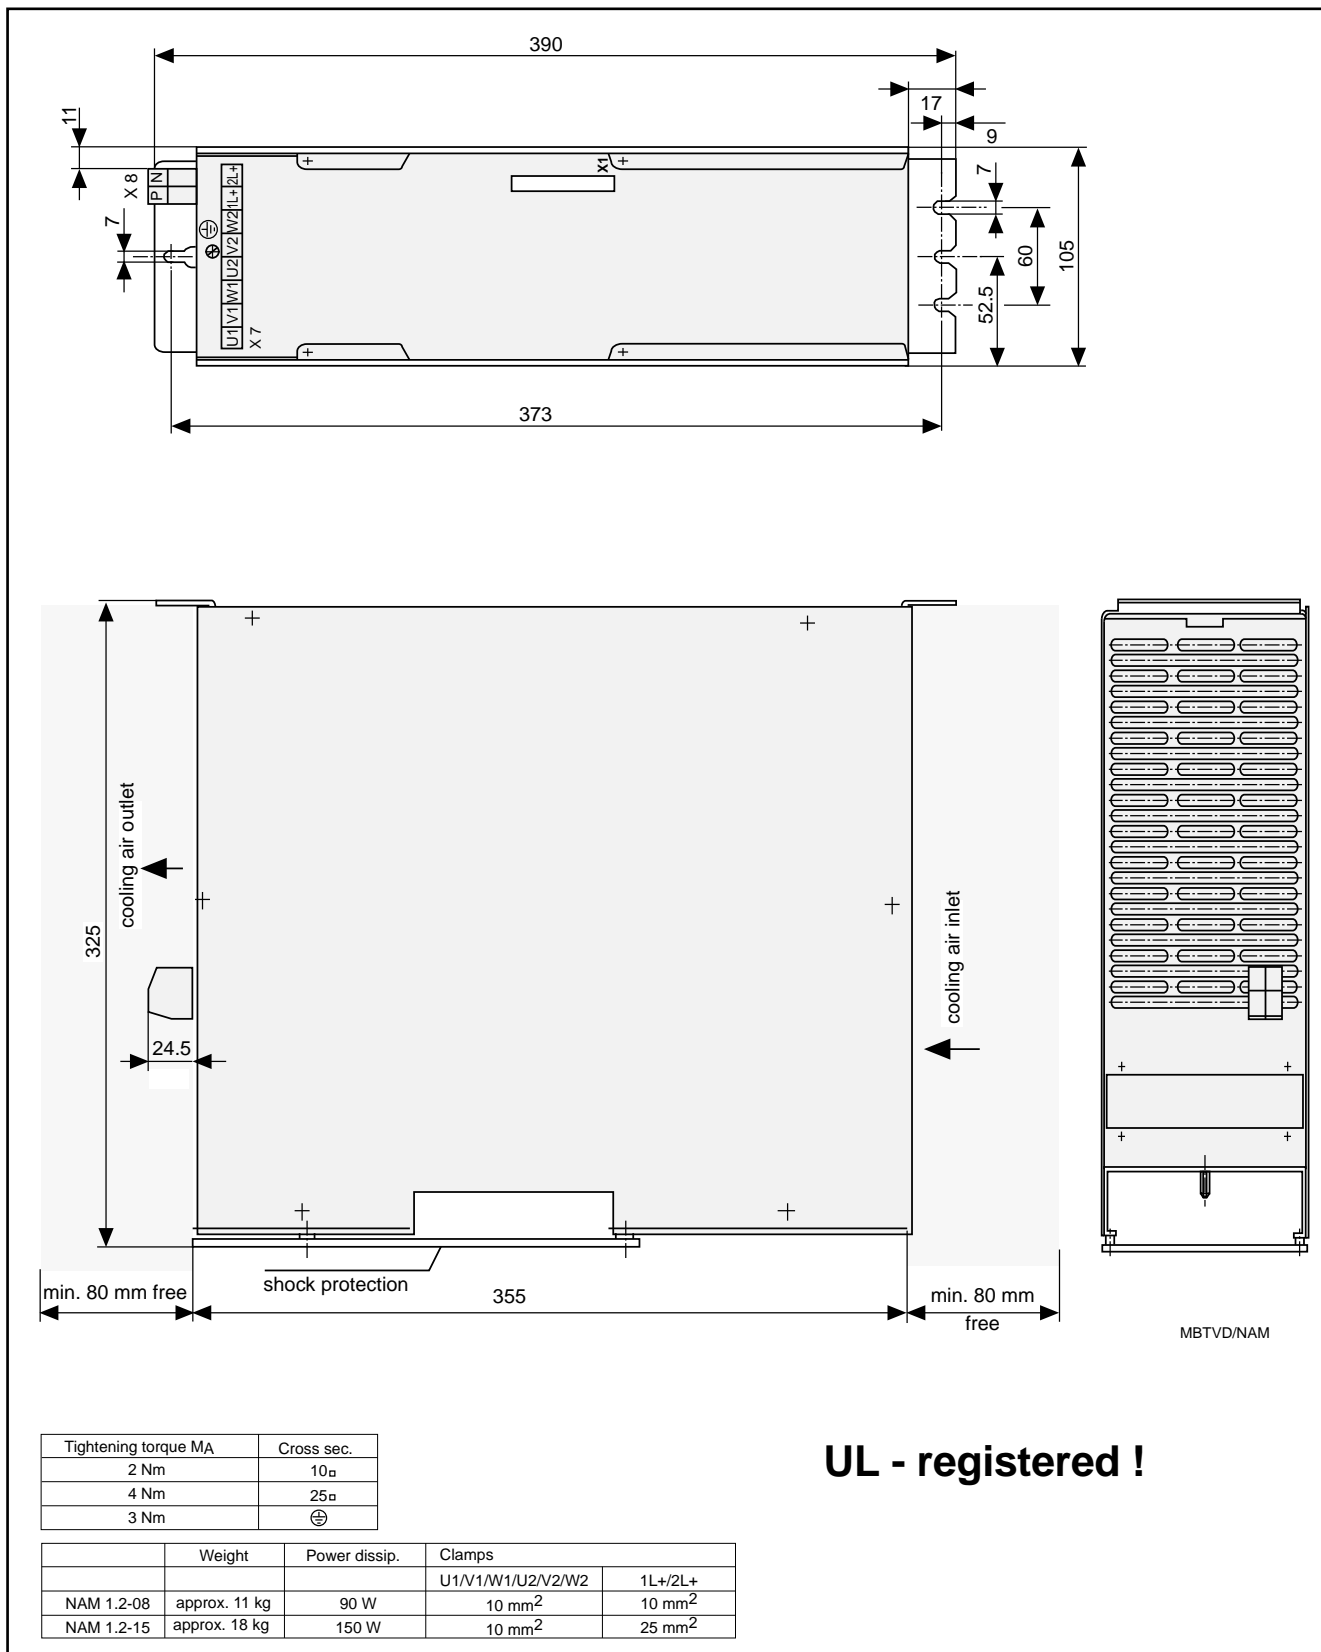 390
11
17
9
X 8
P N
7
U1 V1 W1 U2 V2 W2 1L+ 2L+
X 7
X1
7
60
52.5
105
373
325
cooling air outlet
cooling air inlet
24.5
shock protection
min. 80 mm free
355
min. 80 mm
free
MBTVD/NAM
UL - registered !
Tightening torque MA Cross sec.
2 Nm 10▫
4 Nm 25▫
3 Nm
Weight Power dissip. Clamps
U1/V1/W1/U2/V2/W2 1L+/2L+
NAM 1.2-08 approx. 11 kg 90 W 10 mm² 10 mm²
NAM 1.2-15 approx. 18 kg 150 W 10 mm² 25 mm²